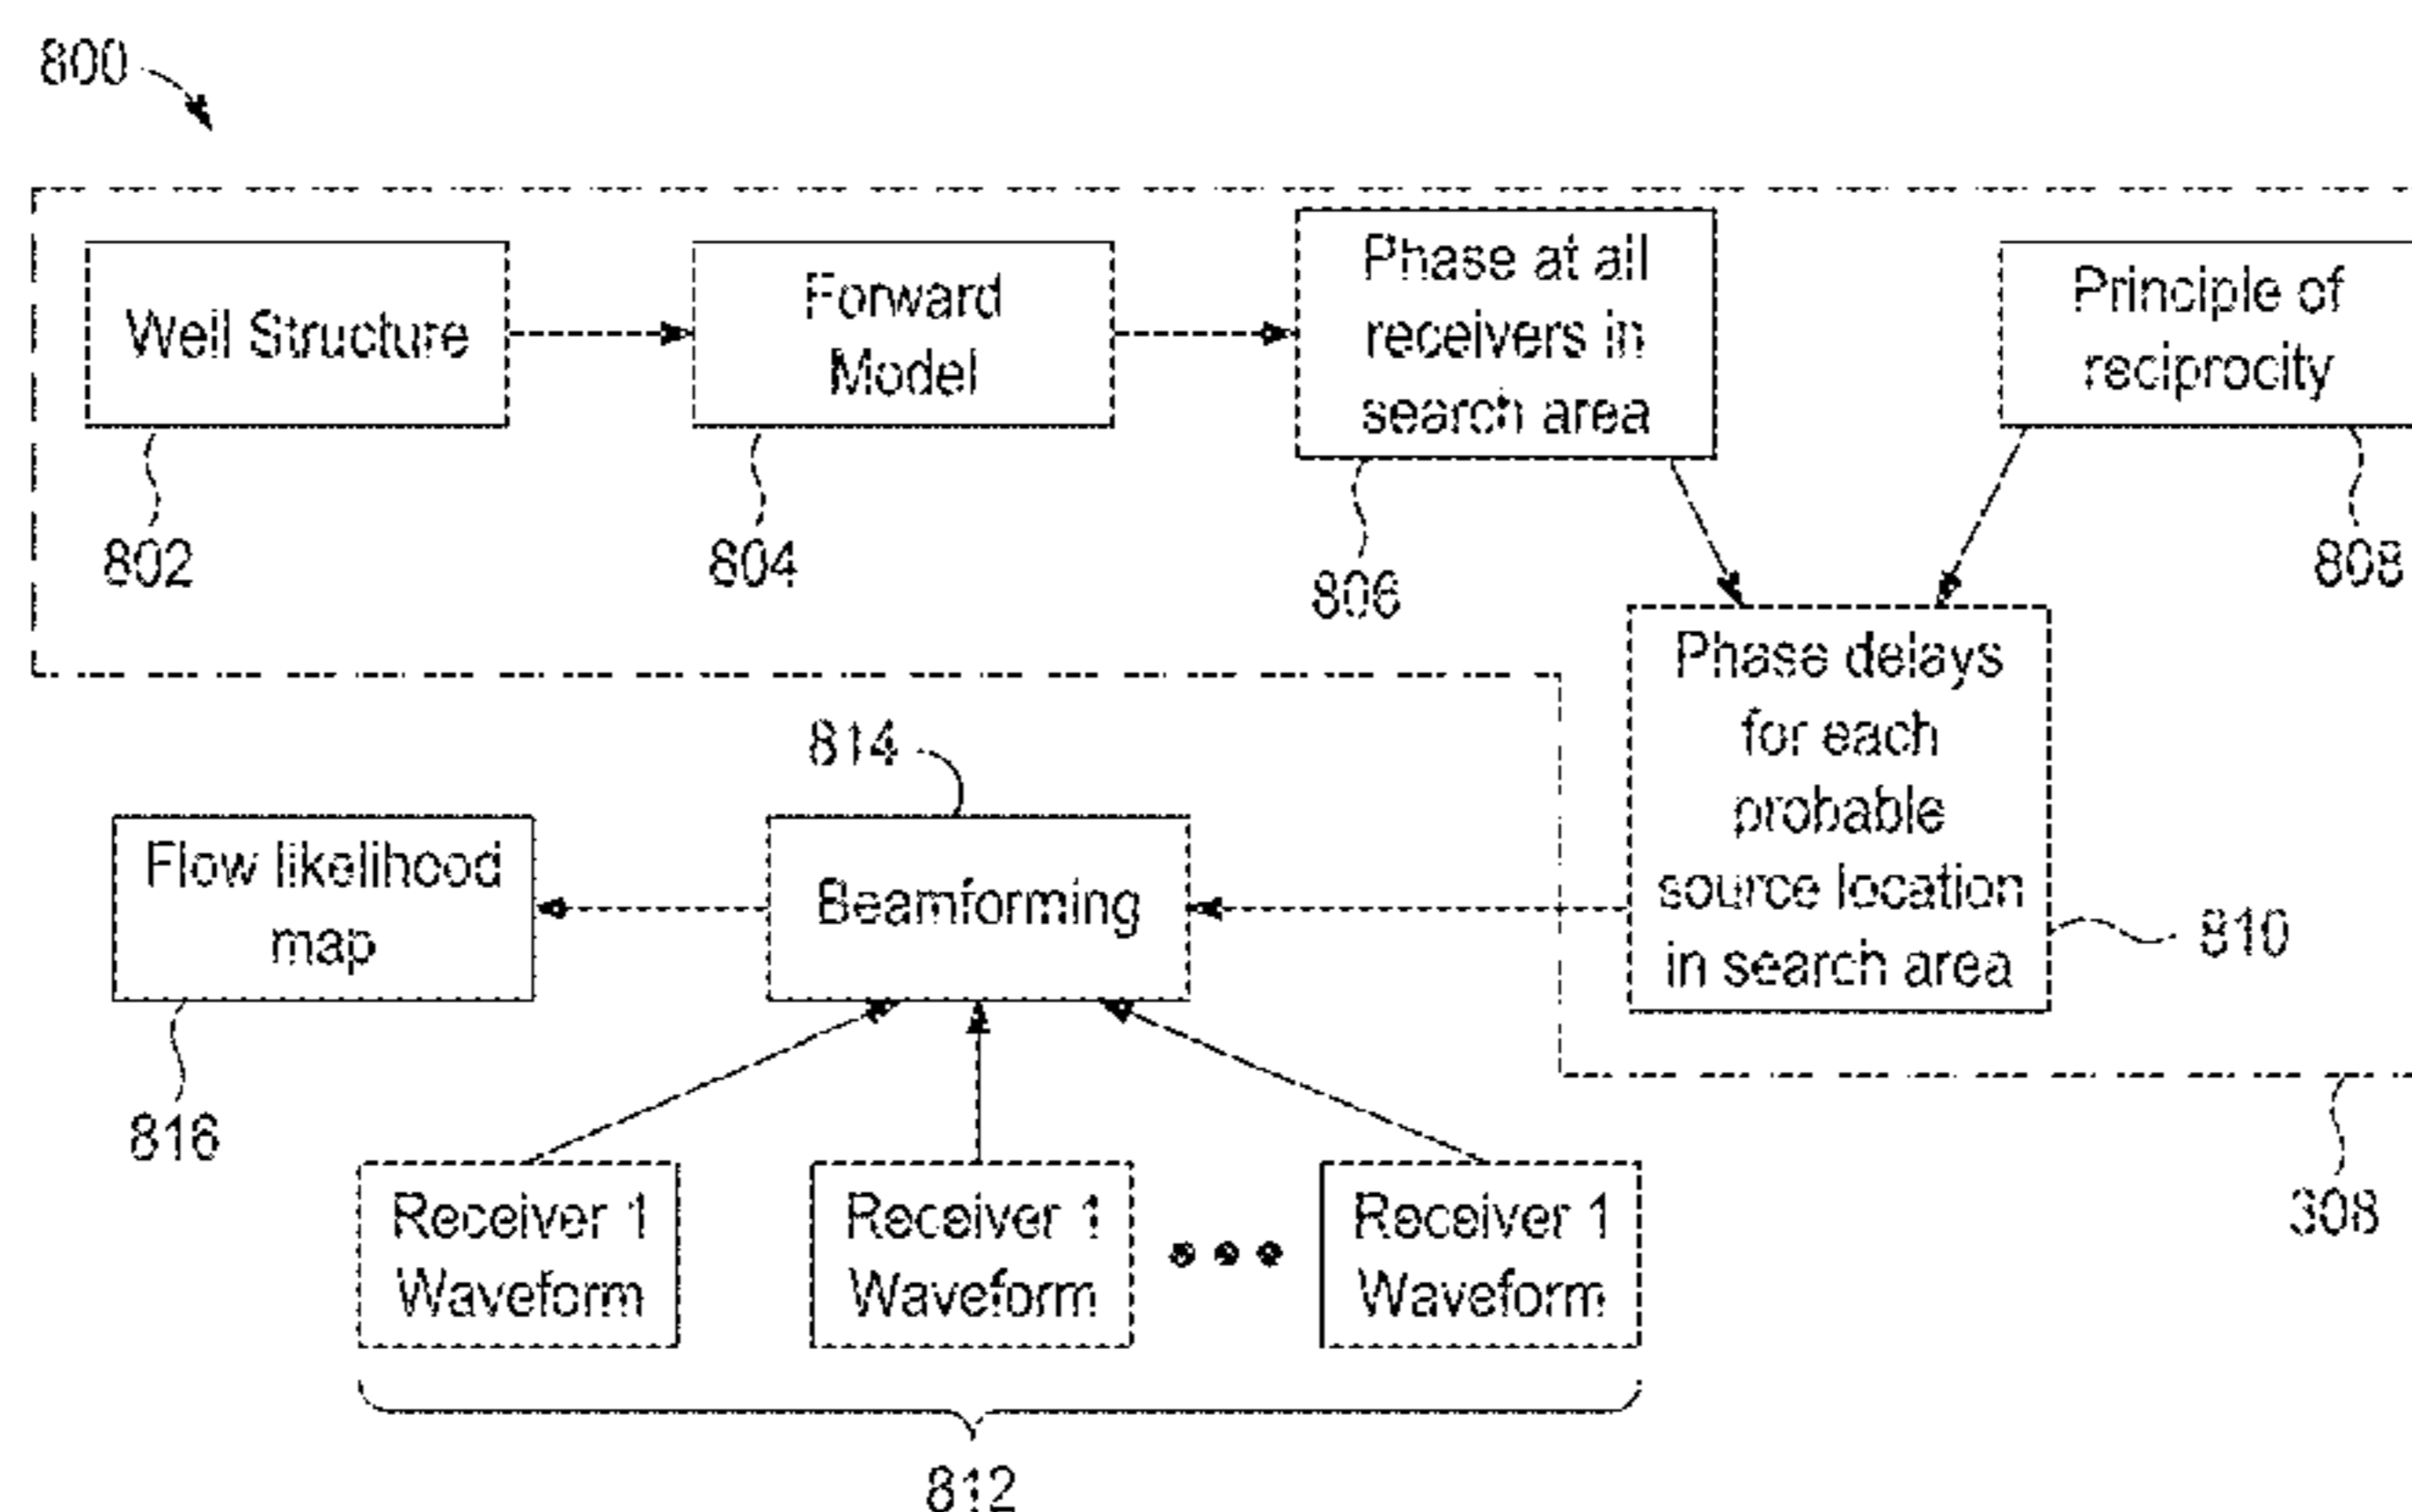 800
Well Structure
Forward
Model
Phase at all
receivers in
search area
Principle of
reciprocity
802
804
806
808
Phase delays
for each
probable
source location
in search area
810
814
Flow likelihood
map
Beamforming
816
308
Receiver 1
Waveform
Receiver 1
Waveform
Receiver 1
Waveform
812